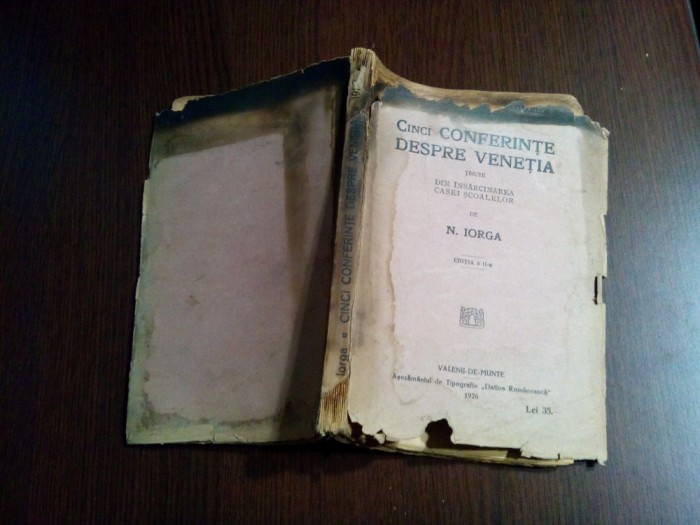 CINCI CONFERINȚE
DESPRE VENEȚIA
ȚINUTE
DIN ÎNSĂRCINAREA
CASEI ȘCOALELOR
DE
N. IORGA
EDIȚIA a II-a
VALENII-DE-MUNTE
Așezământul de Tipografie „Datina Românească"
1926
Lei 35.—
Iorga CINCI CONFERINȚE DESPRE VENEȚIA